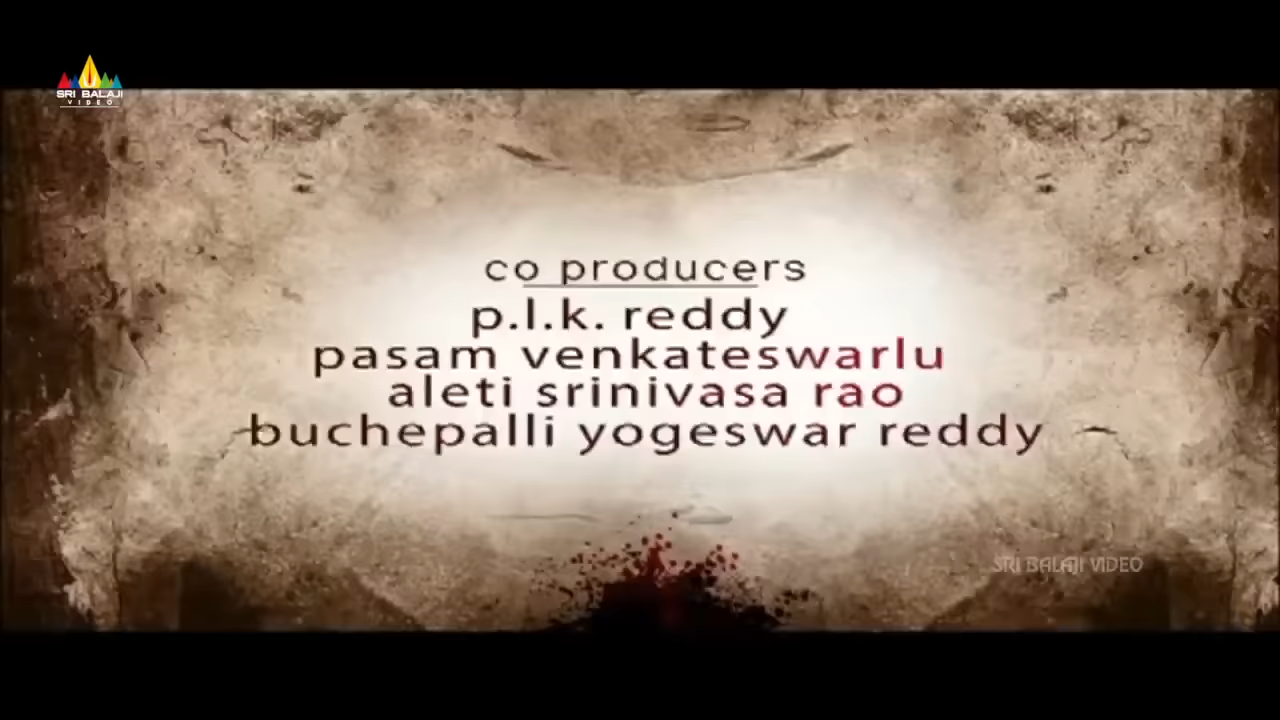 SRI BALAJI
VIDEO
co producers
p.l.k. reddy
pasam venkateswarlu
aleti srinivasa rao
buchepalli yogeswar reddy
SRI BALAJI VIDEO